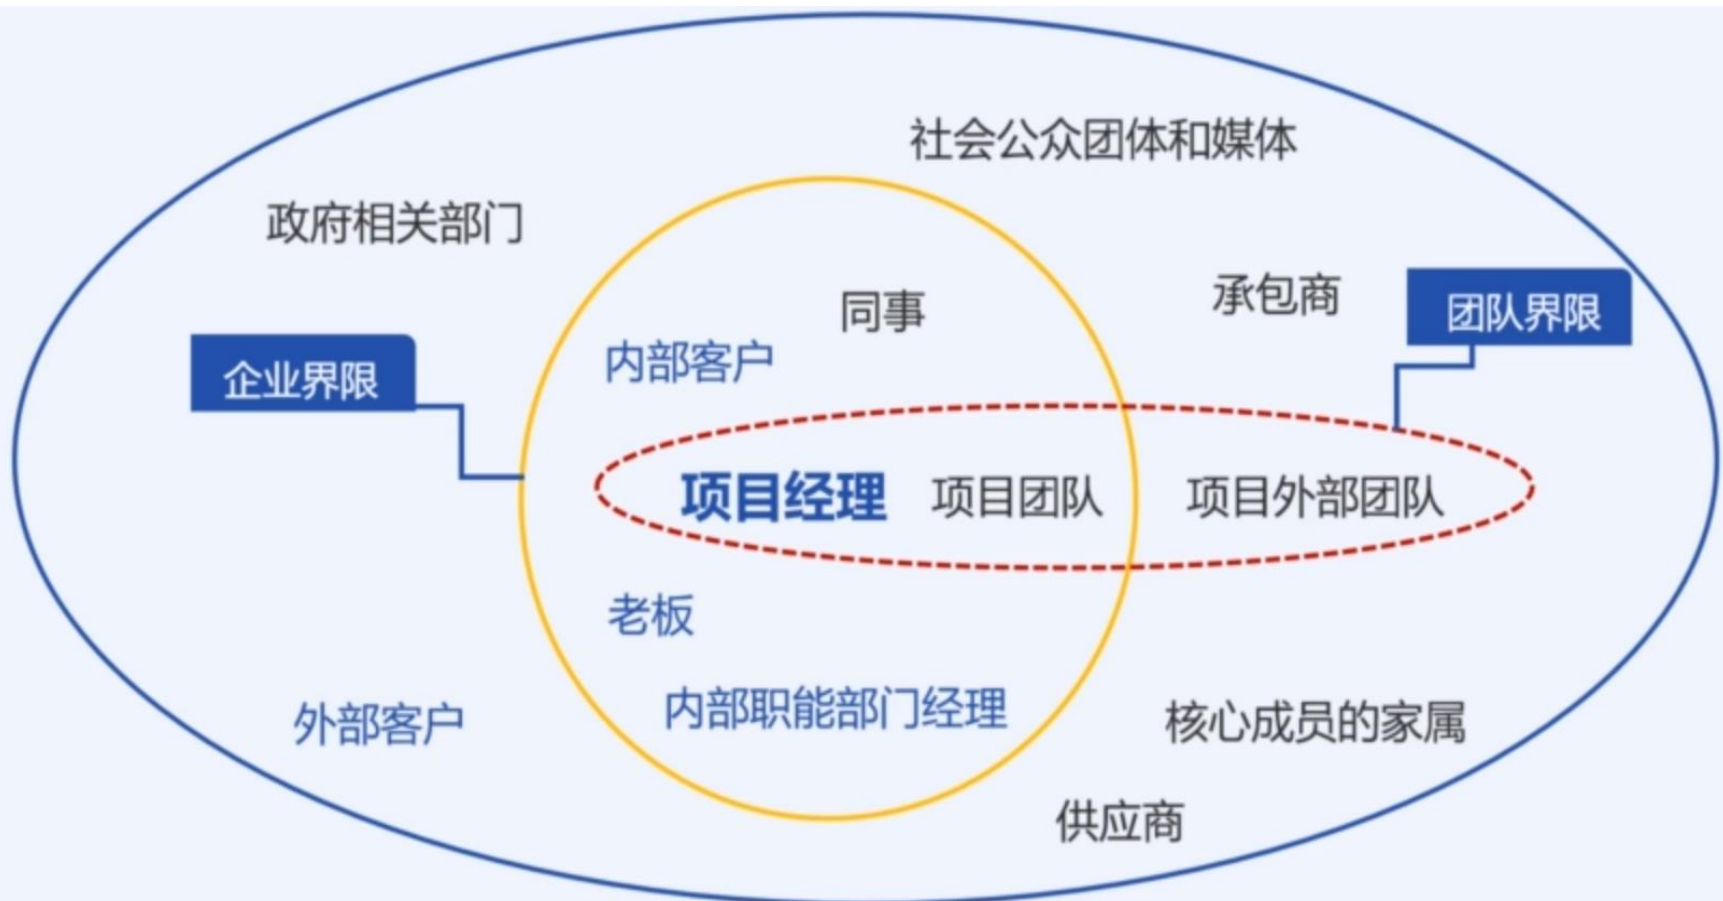 社会公众团体和媒体
政府相关部门
承包商
团队界限
同事
内部客户
企业界限
项目经理 项目团队 项目外部团队
老板
内部职能部门经理
外部客户
核心成员的家属
供应商